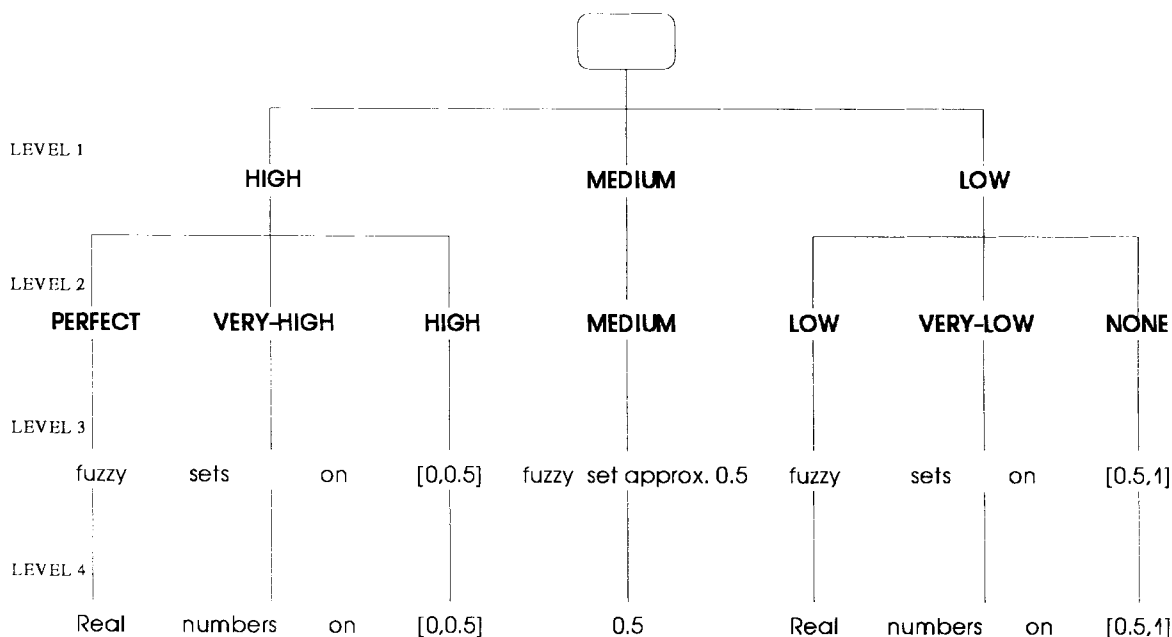 LEVEL 1
HIGH MEDIUM LOW
LEVEL 2
PERFECT VERY-HIGH HIGH MEDIUM LOW VERY-LOW NONE
LEVEL 3
fuzzy sets on [0,0.5] fuzzy set approx. 0.5 fuzzy sets on [0.5,1]
LEVEL 4
Real numbers on [0,0.5] 0.5 Real numbers on [0.5,1]